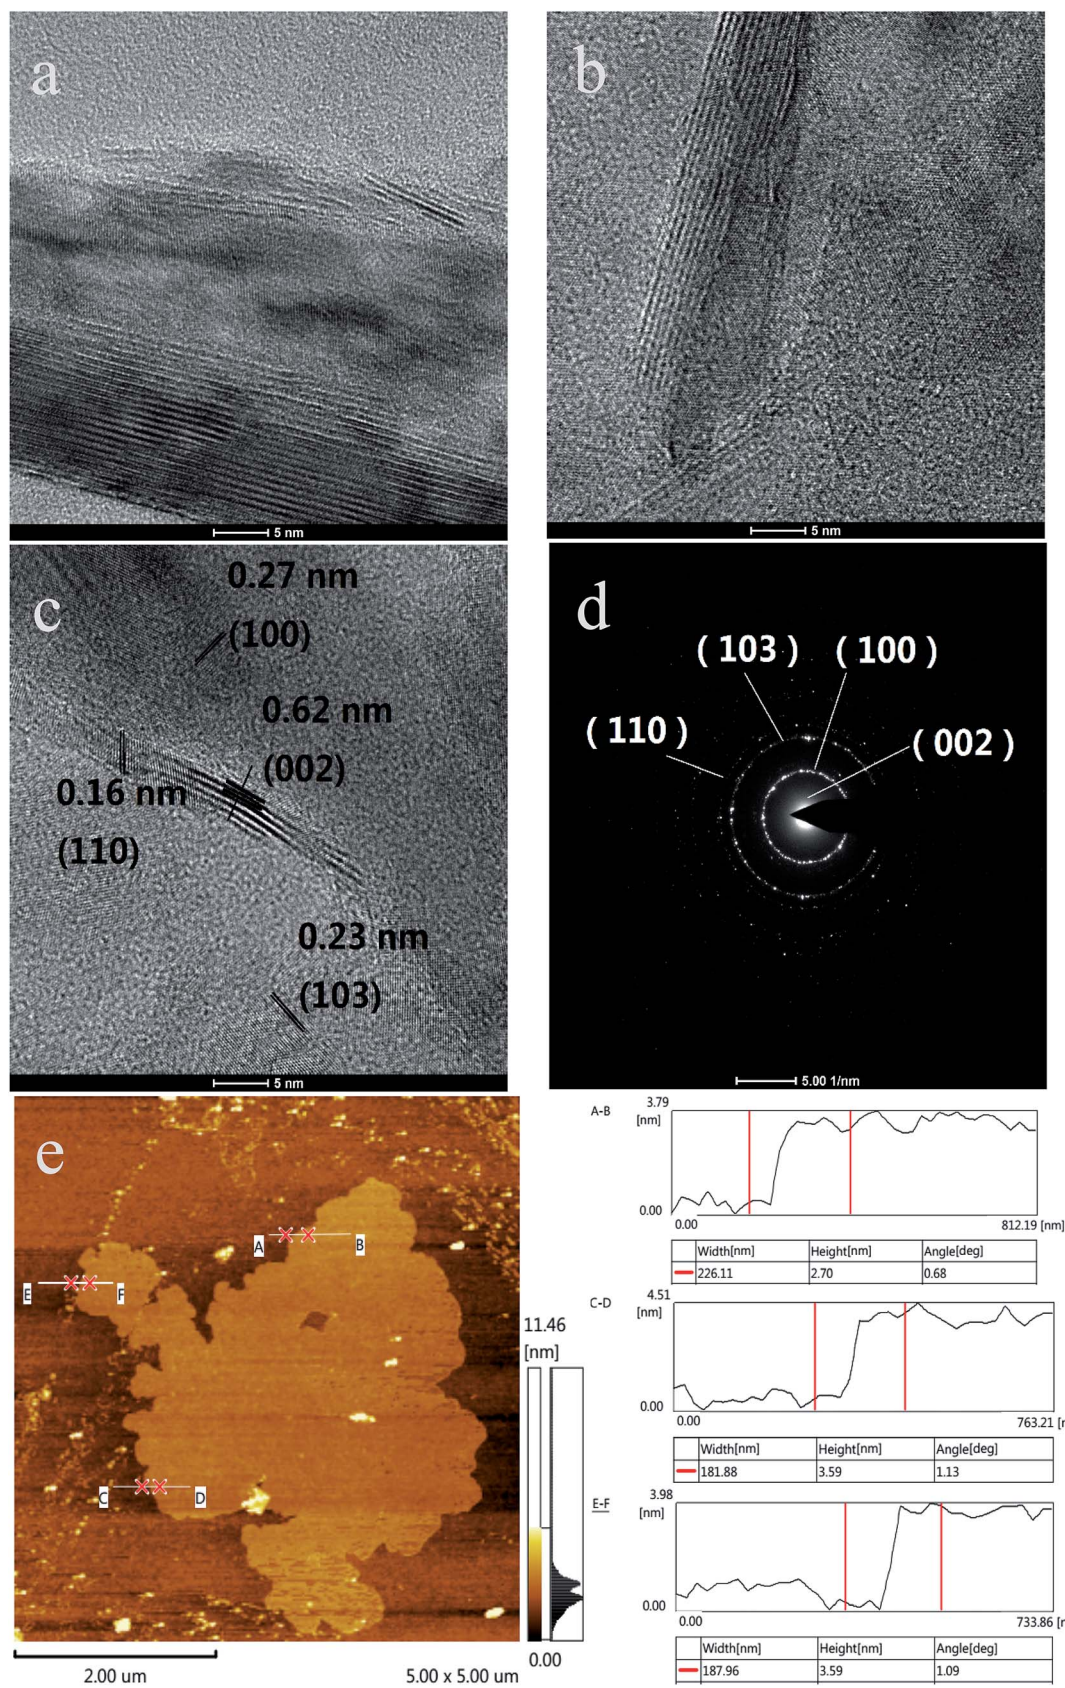 a
5 nm
b
5 nm
c
0.27 nm
(100)
0.62 nm
(002)
0.16 nm
(110)
0.23 nm
(103)
5 nm
d
( 103 )
( 100 )
( 110 )
( 002 )
5.00 1/nm
e
A
B
E
F
C
D
2.00 um
5.00 x 5.00 um
11.46
[nm]
0.00
A-B
3.79
[nm]
0.00
0.00
812.19 [nm]
Width[nm] Height[nm] Angle[deg]
226.11 2.70 0.68
C-D
4.51
[nm]
0.00
0.00
763.21 [r
Width[nm] Height[nm] Angle[deg]
181.88 3.59 1.13
E-F
3.98
[nm]
0.00
0.00
733.86 [r
Width[nm] Height[nm] Angle[deg]
187.96 3.59 1.09